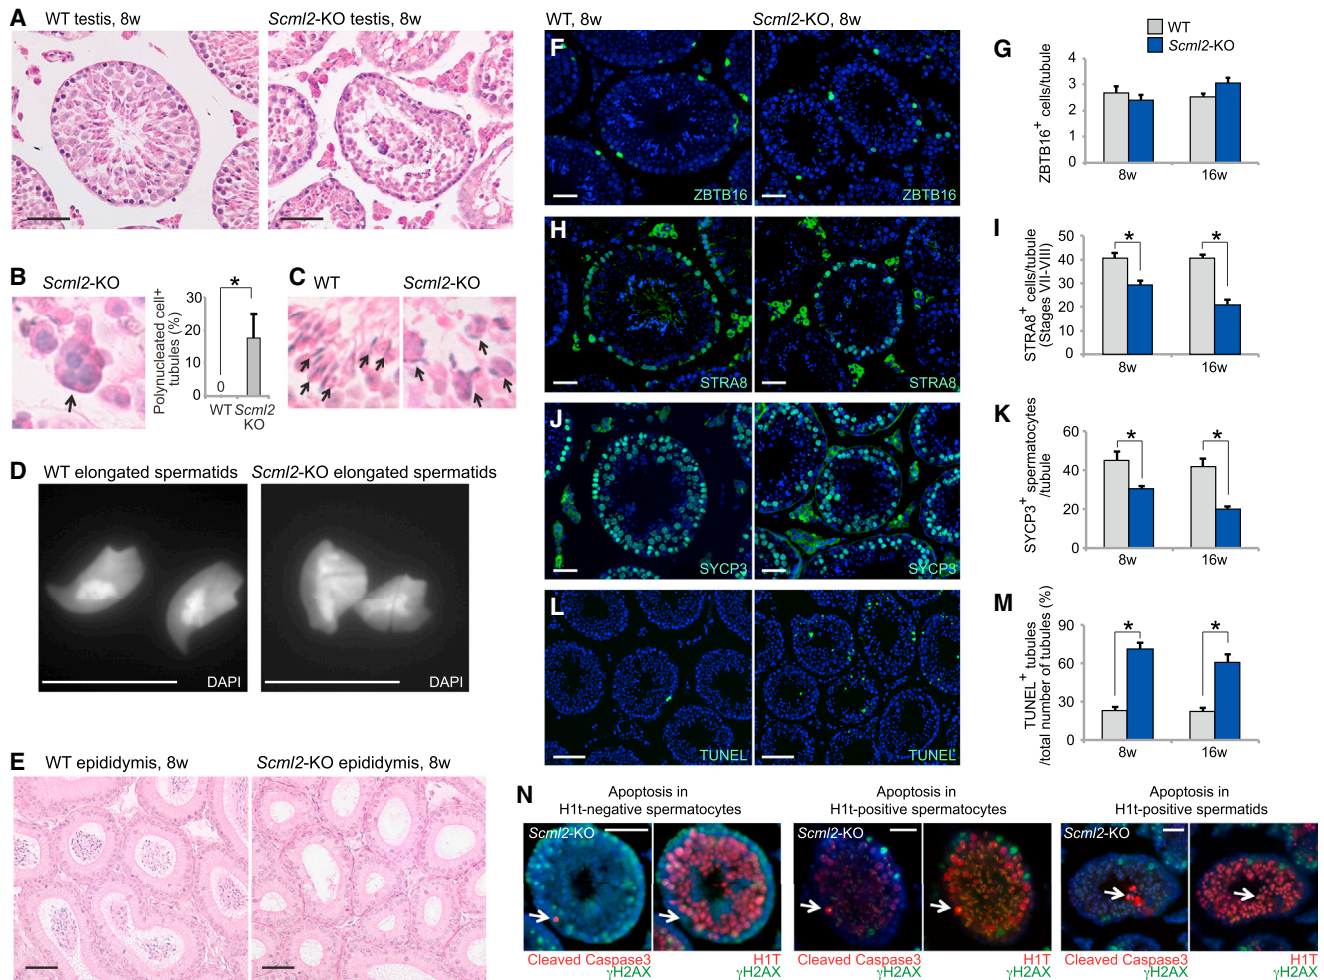 A
WT testis, 8w
Scml2-KO testis, 8w
B
Scml2-KO
Polynucleated cell+
tubules (%)
30
20
10
0
*
0
WT Scml2
KO
C
WT
Scml2-KO
D
WT elongated spermatids
Scml2-KO elongated spermatids
DAPI
DAPI
E
WT epididymis, 8w
Scml2-KO epididymis, 8w
WT, 8w
Scml2-KO, 8w
F
ZBTB16
ZBTB16
G
WT
Scml2-KO
ZBTB16+ cells/tubule
4
3
2
1
0
8w
16w
H
STRA8
STRA8
I
STRA8+ cells/tubule
(Stages VII-VIII)
50
40
30
20
10
0
*
*
8w
16w
J
SYCP3
SYCP3
K
SYCP3+ spermatocytes
/tubule
60
40
20
0
*
*
8w
16w
L
TUNEL
TUNEL
M
TUNEL+ tubules
/total number of tubules (%)
90
60
30
0
*
*
8w
16w
N
Apoptosis in
H1t-negative spermatocytes
Scml2-KO
Cleaved Caspase3
γH2AX
H1T
γH2AX
Apoptosis in
H1t-positive spermatocytes
Scml2-KO
Cleaved Caspase3
γH2AX
H1T
γH2AX
Apoptosis in
H1t-positive spermatids
Scml2-KO
Cleaved Caspase3
γH2AX
H1T
γH2AX